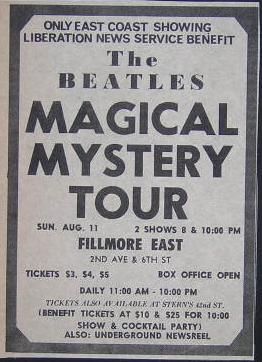 ONLY EAST COAST SHOWING
LIBERATION NEWS SERVICE BENEFIT
The
BEATLES
MAGICAL
MYSTERY
TOUR
SUN. AUG. 11 2 SHOWS 8 & 10:00 PM
FILLMORE EAST
2ND AVE & 6TH ST
TICKETS $3, $4, $5 BOX OFFICE OPEN
DAILY 11:00 AM - 10:00 PM
TICKETS ALSO AVAILABLE AT STERN'S 42nd ST.
(BENEFIT TICKETS AT $10 & $25 FOR 10:00
SHOW & COCKTAIL PARTY)
ALSO: UNDERGROUND NEWSREEL